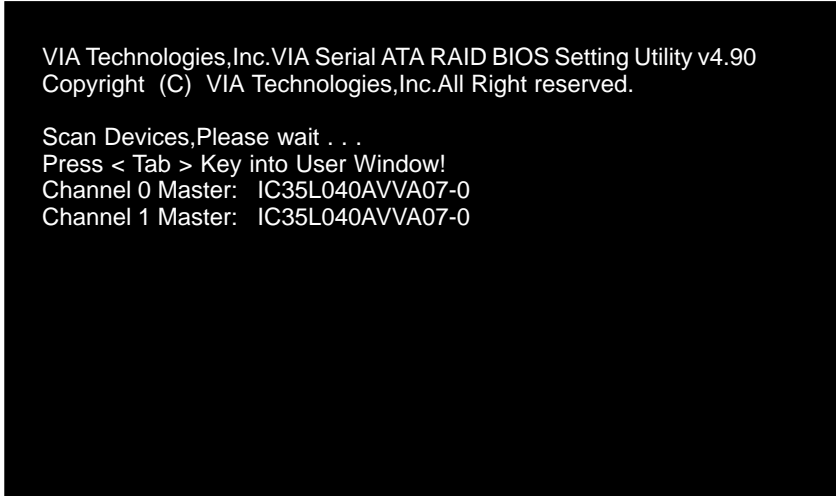 VIA Technologies,Inc.VIA Serial ATA RAID BIOS Setting Utility v4.90
Copyright (C) VIA Technologies,Inc.All Right reserved.
Scan Devices,Please wait . . .
Press < Tab > Key into User Window!
Channel 0 Master: IC35L040AVVA07-0
Channel 1 Master: IC35L040AVVA07-0